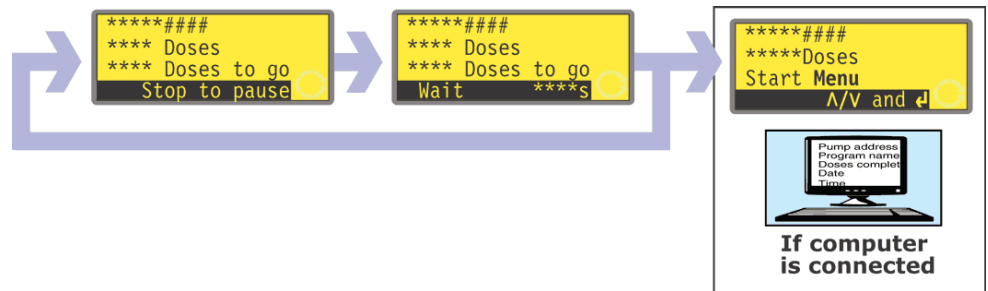 *****####
**** Doses
**** Doses to go
Stop to pause
*****####
**** Doses
**** Doses to go
Wait ****s
*****####
*****Doses
Start Menu
Λ/V and ↲
Pump address
Program name
Doses complet
Date
Time
If computer
is connected